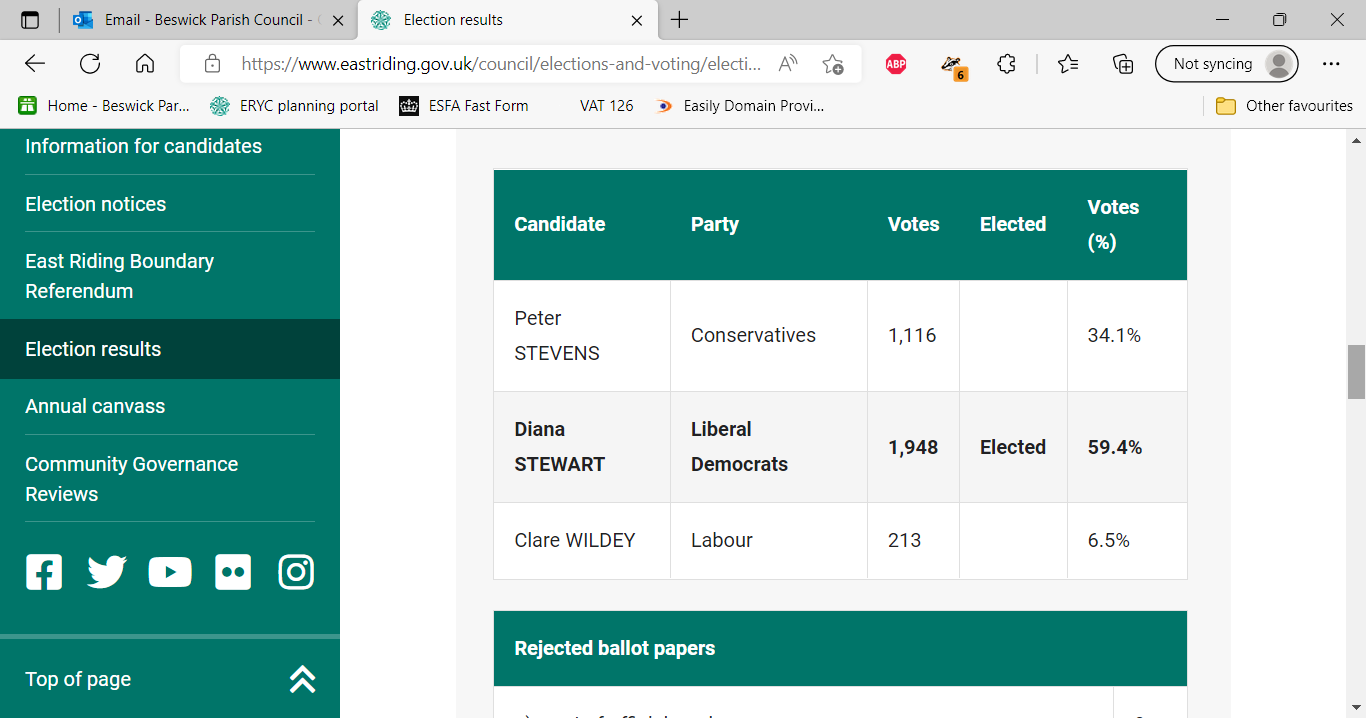 Email - Beswick Parish Council -
Election results
https://www.eastriding.gov.uk/council/elections-and-voting/electi...
A
ABP
6
Not syncing
Home - Beswick Par...
ERYC planning portal
ESFA Fast Form
VAT 126
Easily Domain Provi...
Other favourites
Information for candidates
Election notices
East Riding Boundary
Referendum
Election results
Annual canvass
Community Governance
Reviews
Top of page
Candidate Party Votes Elected Votes
(%)
Peter
STEVENS
Conservatives 1,116 34.1%
Diana
STEWART
Liberal
Democrats
1,948 Elected 59.4%
Clare WILDEY Labour 213 6.5%
Rejected ballot papers